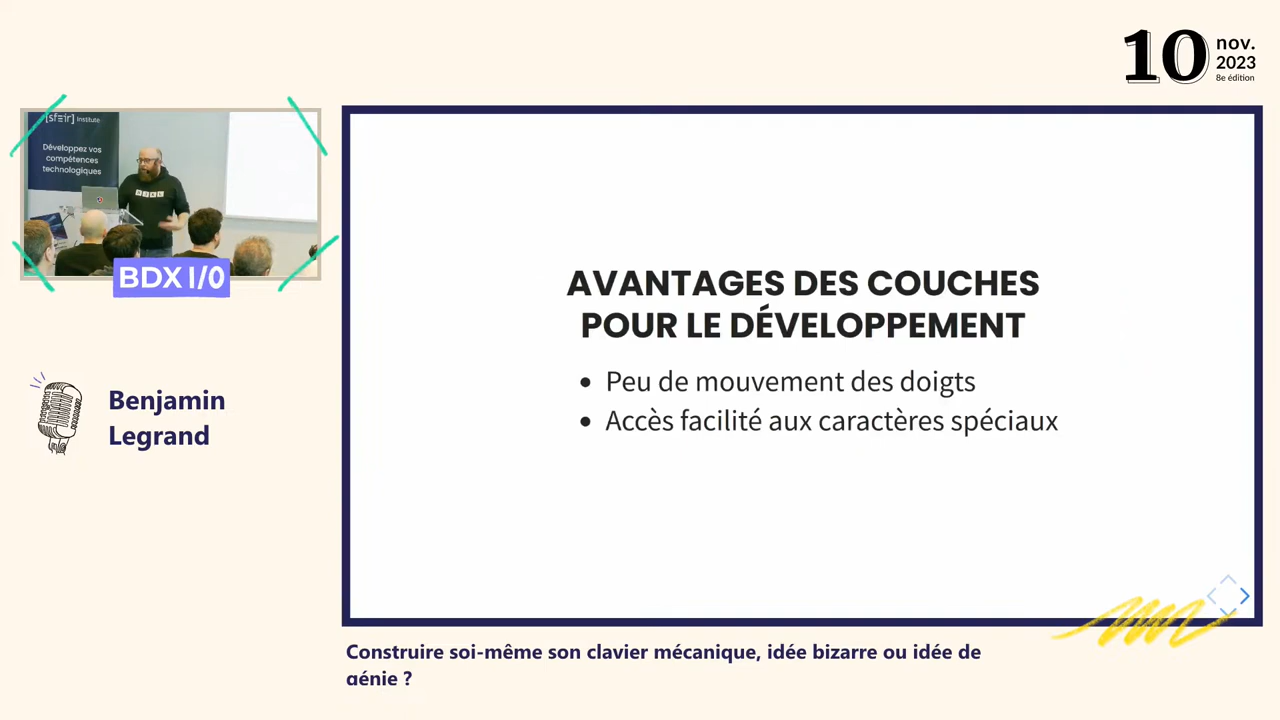 10
nov.
2023
8e édition
[sfeir] Institute
Développez vos
compétences
technologiques
BDX I/O
Benjamin
Legrand
AVANTAGES DES COUCHES
POUR LE DÉVELOPPEMENT
• Peu de mouvement des doigts
• Accès facilité aux caractères spéciaux
Construire soi-même son clavier mécanique, idée bizarre ou idée de
génie ?